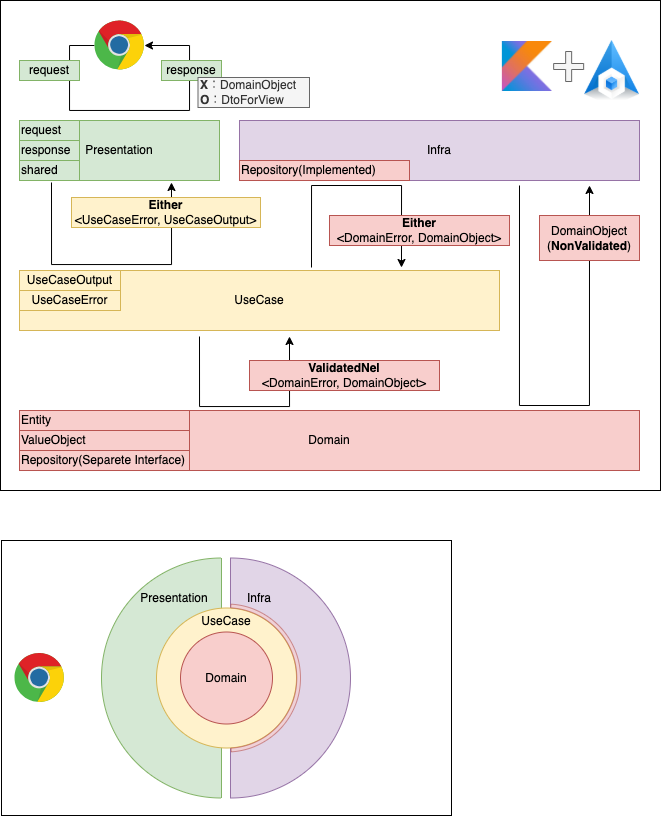 request
response
X：DomainObject
O：DtoForView
request
response
shared
Presentation
Infra
Repository(Implemented)
Either
<UseCaseError, UseCaseOutput>
Either
<DomainError, DomainObject>
DomainObject
(NonValidated)
UseCaseOutput
UseCaseError
UseCase
ValidatedNel
<DomainError, DomainObject>
Entity
ValueObject
Repository(Separete Interface)
Domain
Presentation
Infra
UseCase
Domain